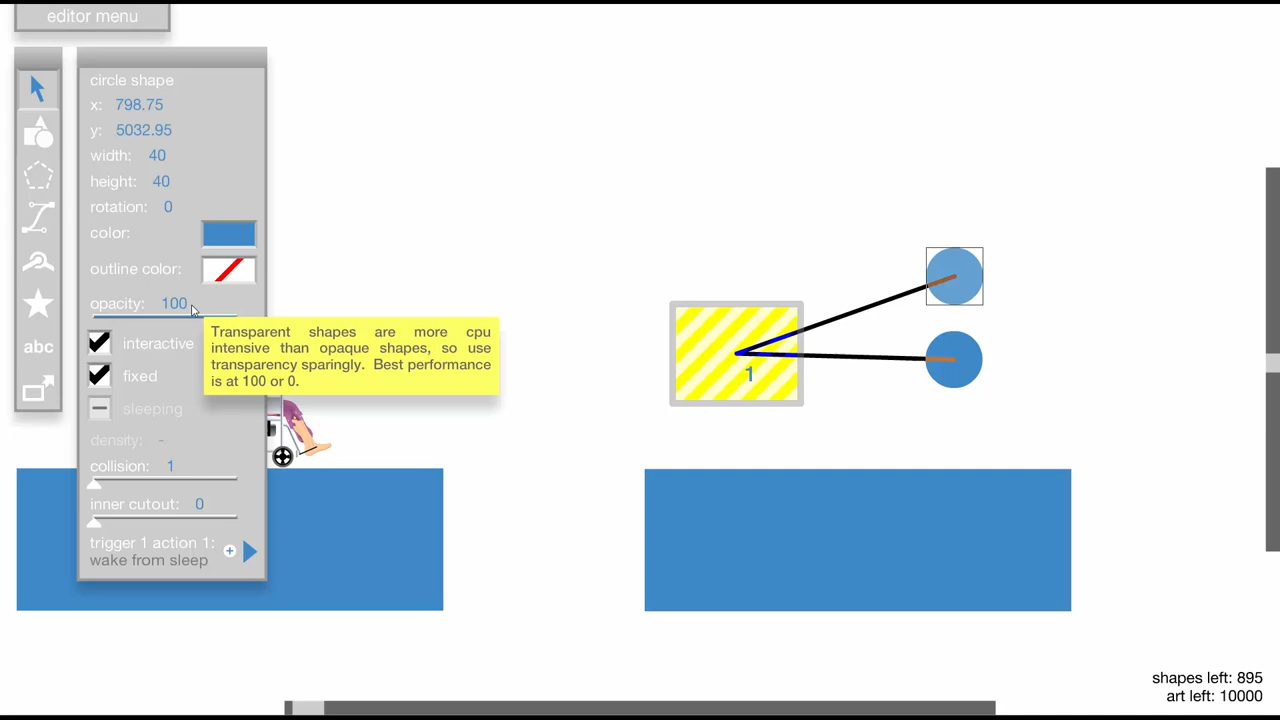 editor menu
circle shape
x: 798.75
y: 5032.95
width: 40
height: 40
rotation: 0
color:
outline color:
opacity: 100
Transparent shapes are more cpu
intensive than opaque shapes, so use
transparency sparingly. Best performance
is at 100 or 0.
interactive
fixed
sleeping
density: -
collision: 1
inner cutout: 0
trigger 1 action 1:
wake from sleep
abc
1
shapes left: 895
art left: 10000